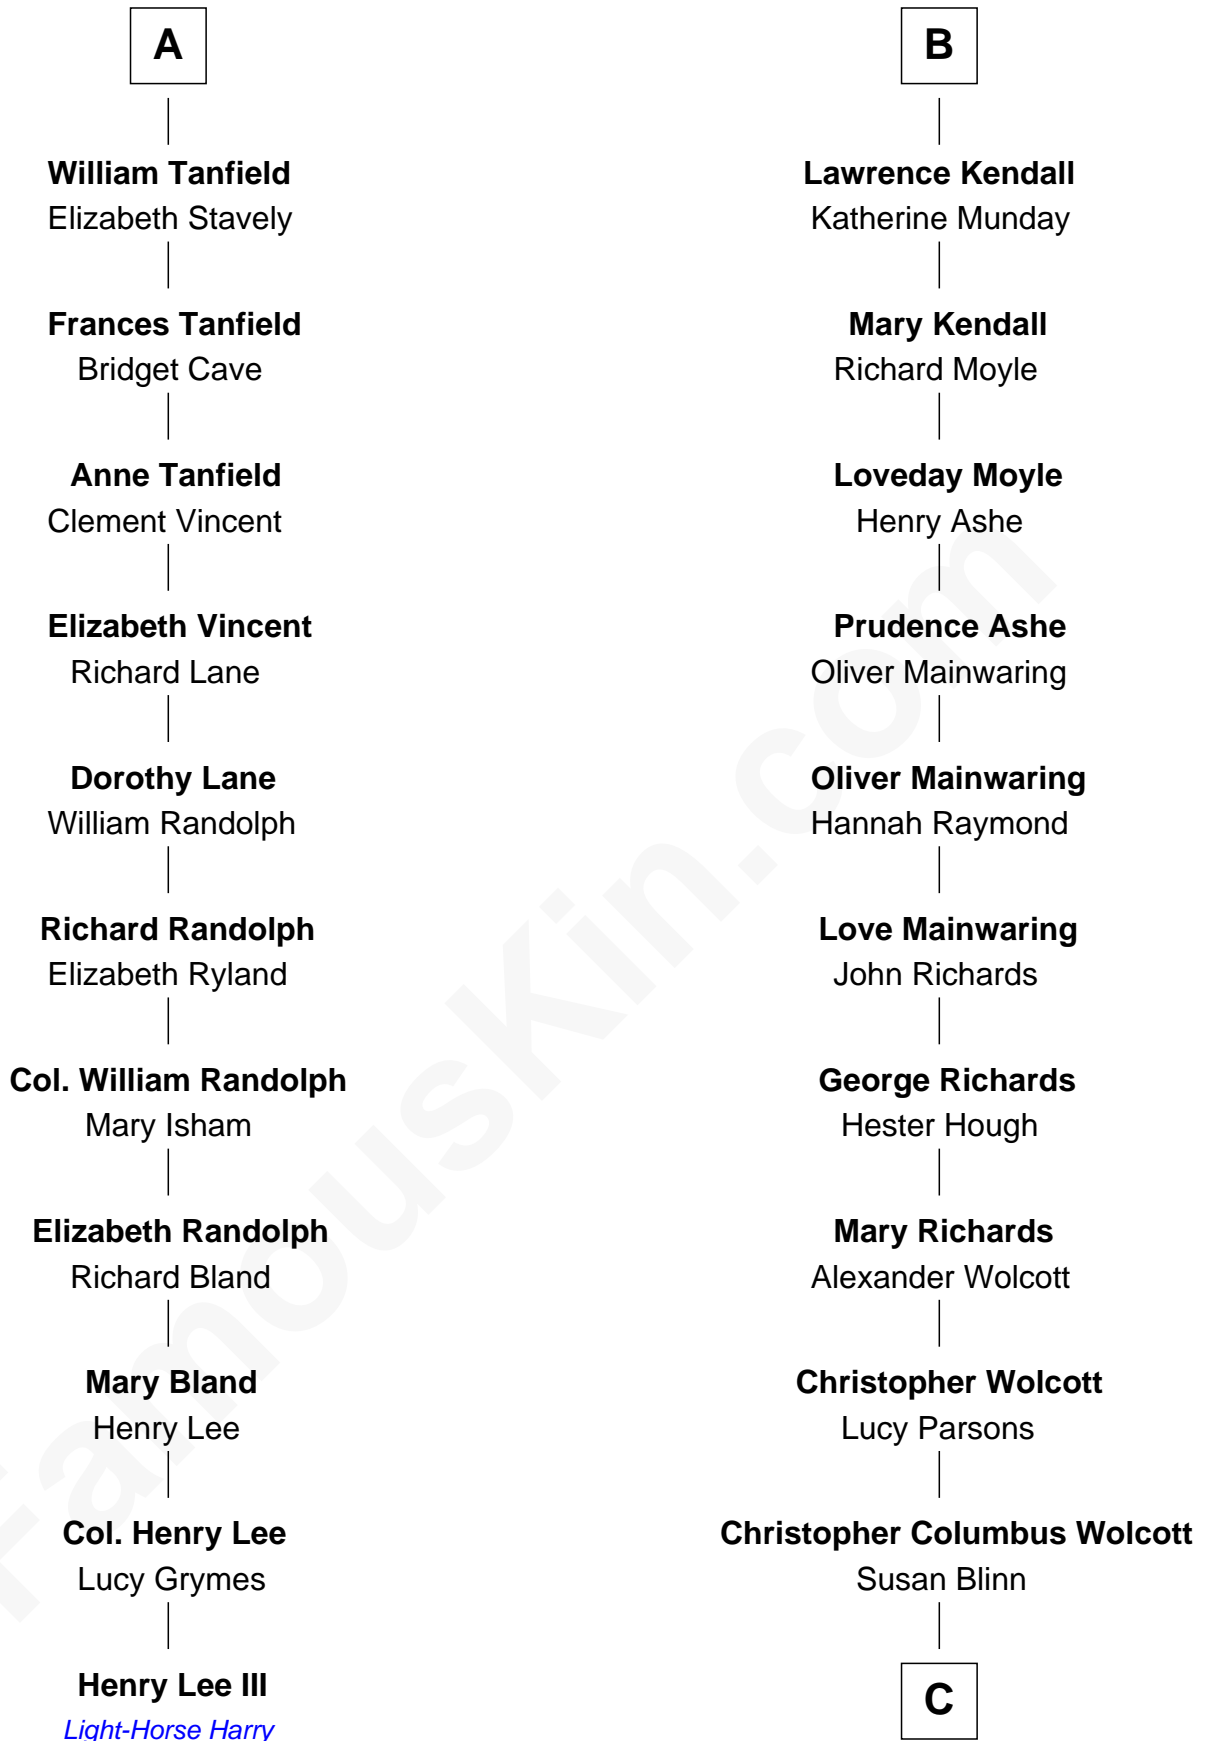 A
William Tanfield
Elizabeth Stavely
Frances Tanfield
Bridget Cave
Anne Tanfield
Clement Vincent
Elizabeth Vincent
Richard Lane
Dorothy Lane
William Randolph
Richard Randolph
Elizabeth Ryland
Col. William Randolph
Mary Isham
Elizabeth Randolph
Richard Bland
Mary Bland
Henry Lee
Col. Henry Lee
Lucy Grymes
Henry Lee III
Light-Horse Harry
B
Lawrence Kendall
Katherine Munday
Mary Kendall
Richard Moyle
Loveday Moyle
Henry Ashe
Prudence Ashe
Oliver Mainwaring
Oliver Mainwaring
Hannah Raymond
Love Mainwaring
John Richards
George Richards
Hester Hough
Mary Richards
Alexander Wolcott
Christopher Wolcott
Lucy Parsons
Christopher Columbus Wolcott
Susan Blinn
C
FamousKin.com